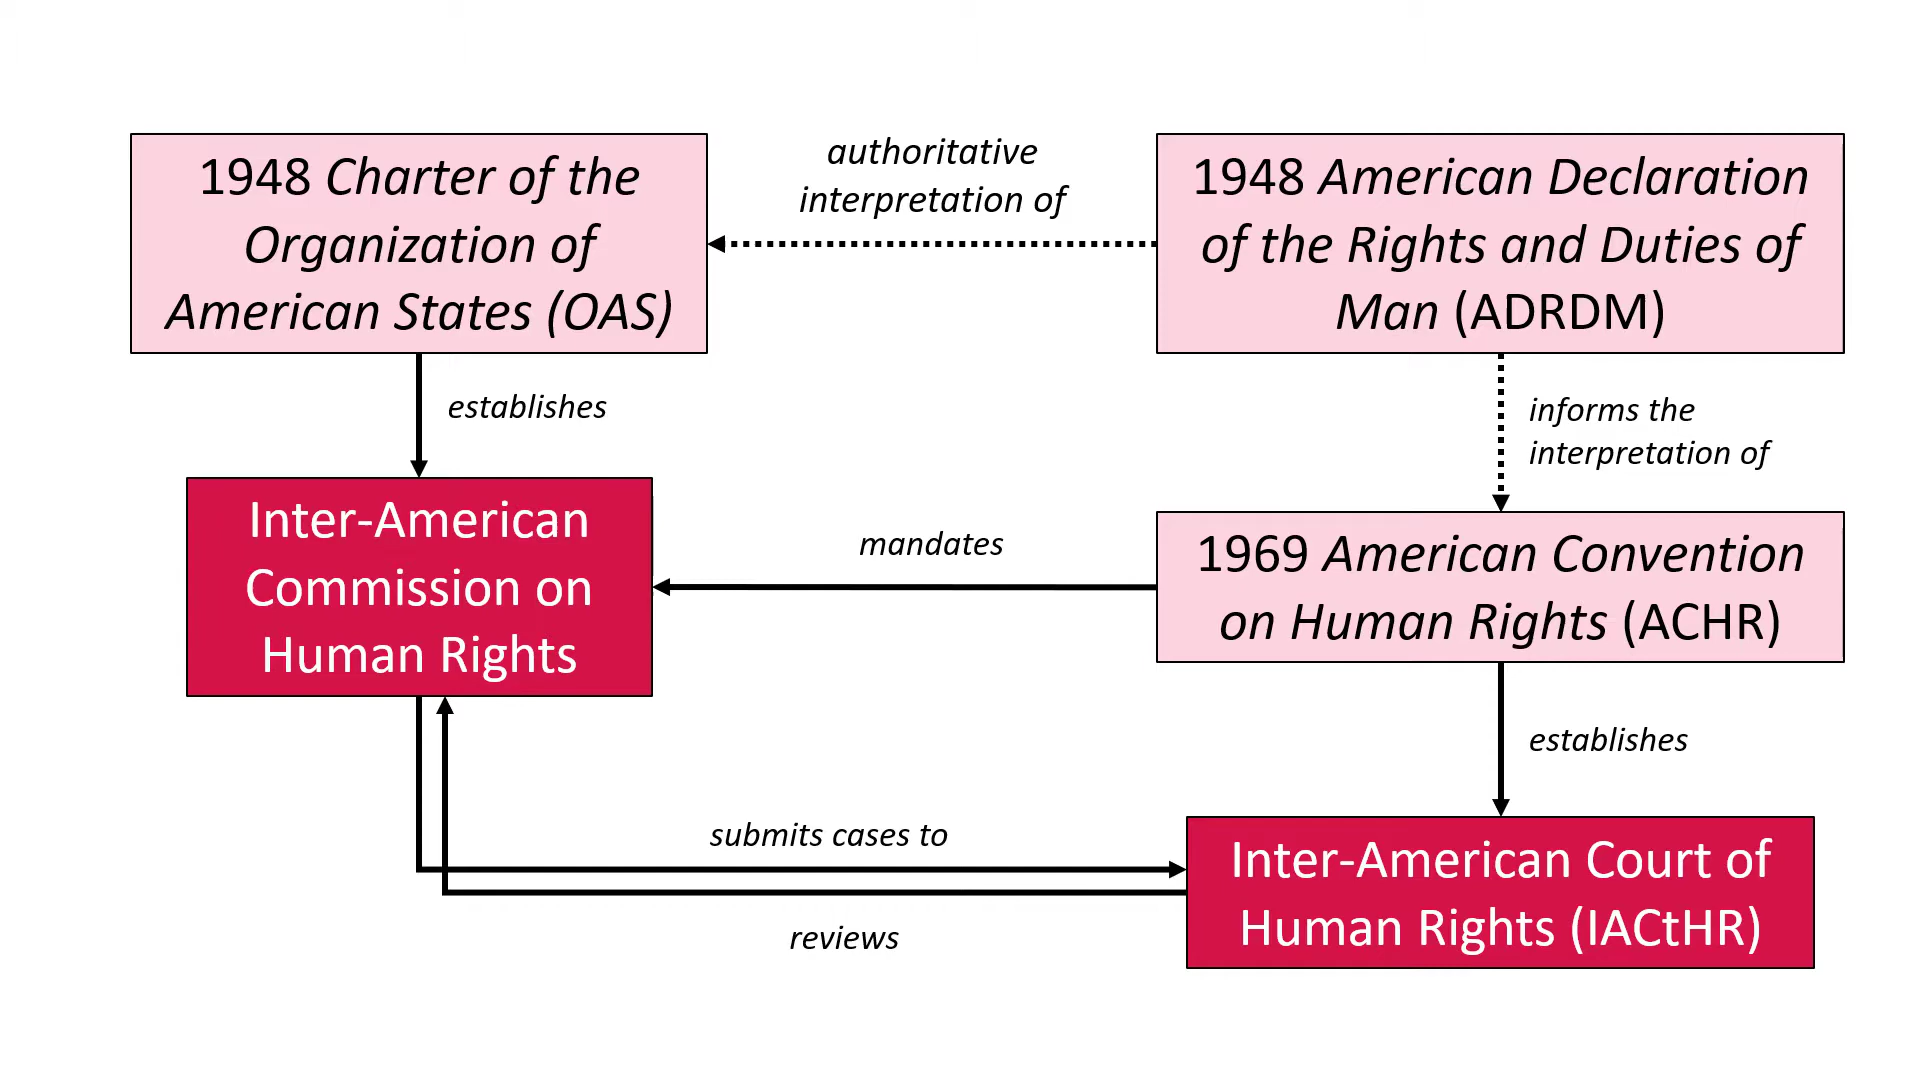 1948 Charter of the
Organization of
American States (OAS)
authoritative
interpretation of
1948 American Declaration
of the Rights and Duties of
Man (ADRDM)
establishes
informs the
interpretation of
Inter-American
Commission on
Human Rights
mandates
1969 American Convention
on Human Rights (ACHR)
establishes
submits cases to
reviews
Inter-American Court of
Human Rights (IACtHR)